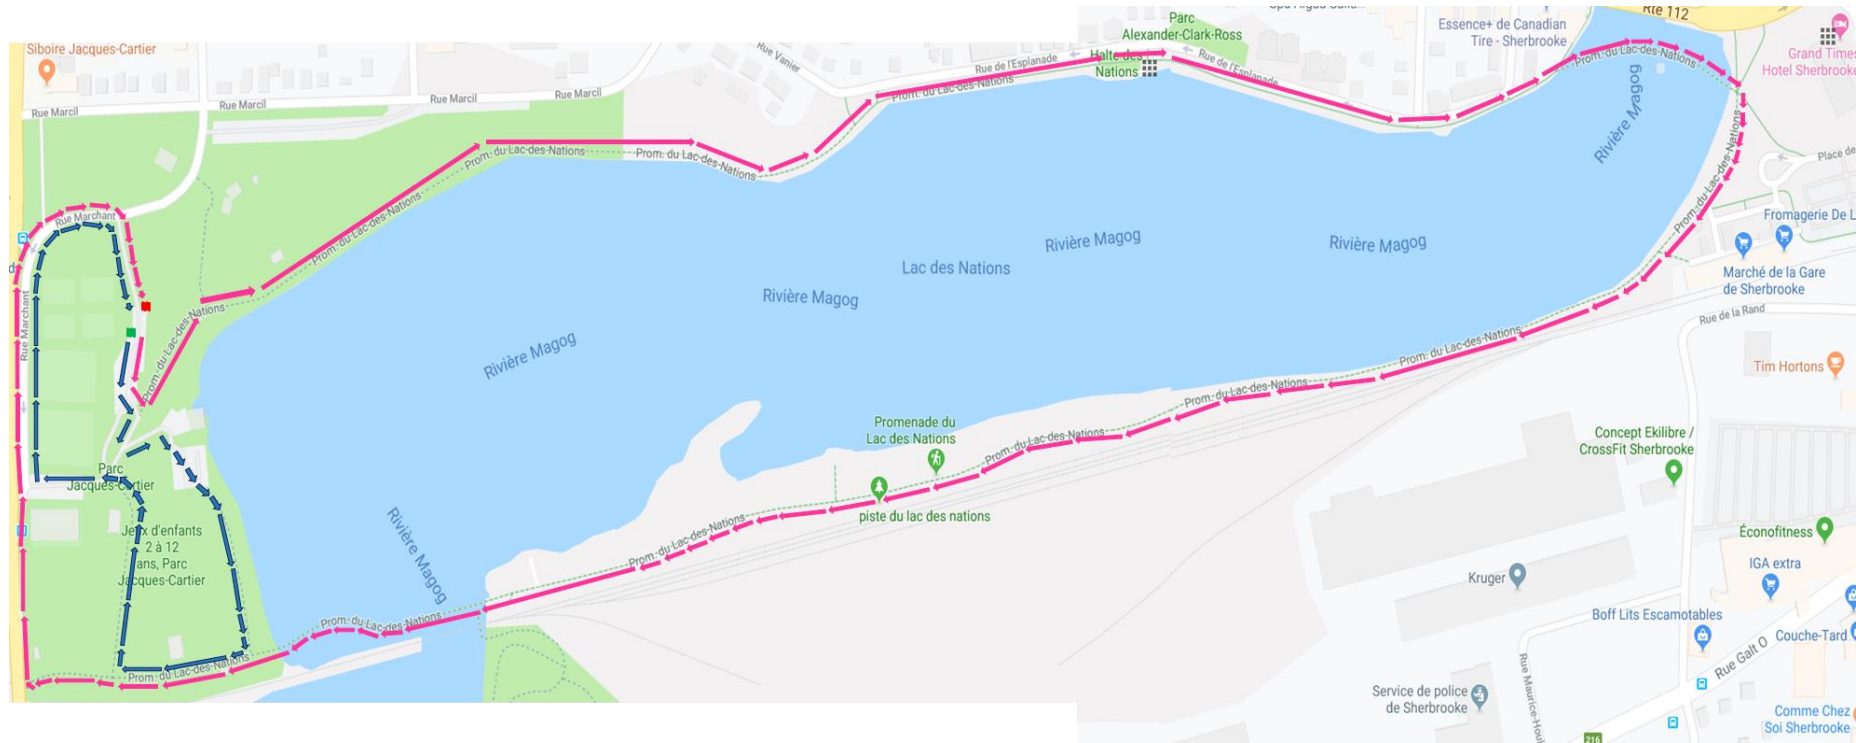 Parc
Alexander-Clark-Ross
Rte 112
Essence+ de Canadian
Tire - Sherbrooke
Grand Times
Hotel Sherbrooke
Siboire Jacques-Cartier
Rue Vanier
Halte des
Nations
Rue de l'Esplanade
Rue de l'Esplanade
Prom. du Lac-des-Nations
Prom. du Lac-des-Nations
Rue Marcil
Rue Marcil
Rue Marcil
Rue Marcil
Rivière Magog
Prom. du Lac-des-Nations
Prom. du Lac-des-Nations
Prom. du Lac-des-Nations
Prom. du Lac-des-Nations
Place de
Prom. du Lac-des-Nations
Prom. du Lac-des-Nations
Rue Marchant
Fromagerie De L
Rivière Magog
Rivière Magog
Lac des Nations
Marché de la Gare
de Sherbrooke
Rivière Magog
Rue Marchant
Prom. du Lac-des-Nations
Rue de la Rand
Rivière Magog
Prom. du Lac-des-Nations
Tim Hortons
Prom. du Lac-des-Nations
Promenade du
Lac des Nations
Prom. du Lac-des-Nations
Concept Ekilibre /
CrossFit Sherbrooke
Parc
Jacques-Cartier
piste du lac des nations
Jeux d'enfants
2 à 12
ans, Parc
Jacques-Cartier
Rivière Magog
Prom. du Lac-des-Nations
Éconofitness
IGA extra
Kruger
Boff Lits Escamotables
Couche-Tard
Prom. du Lac-des-Nations
Prom. du Lac-des-Nations
Rue Galt O
Service de police
de Sherbrooke
Comme Chez
Soi Sherbrooke
216